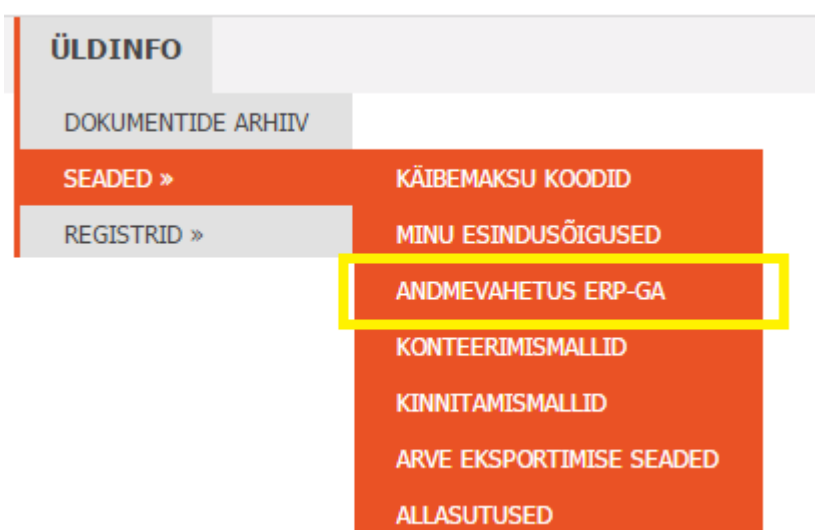 ÜLDINFO
DOKUMENTIDE ARHIIV
SEADED »
KÄIBEMAKSU KOODID
REGISTRID »
MINU ESINDUSÕIGUSED
ANDMEVAHETUS ERP-GA
KONTEERIMISMALLID
KINNITAMISMALLID
ARVE EKSPORTIMISE SEADED
ALLASUTUSED